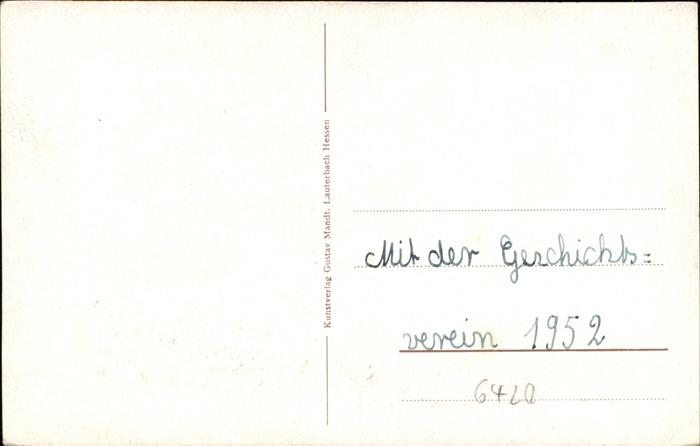 Kunstverlag Gustav Mandt, Lauterbach Hessen
Mit der Geschichts=
verein 1952
6420